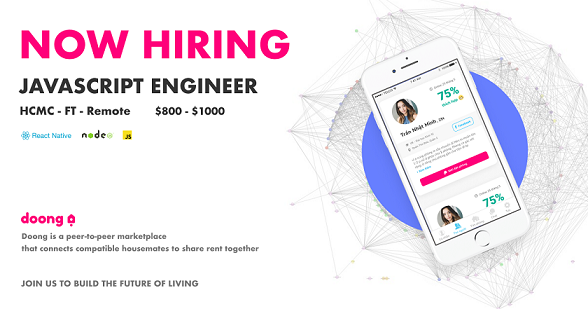 NOW HIRING
JAVASCRIPT ENGINEER
HCMC - FT - Remote $800 - $1000
React Native node JS
doong
Doong is a peer-to-peer marketplace
that connects compatible housemates to share rent together
JOIN US TO BUILD THE FUTURE OF LIVING
75%
Trần Nhật Minh
75%